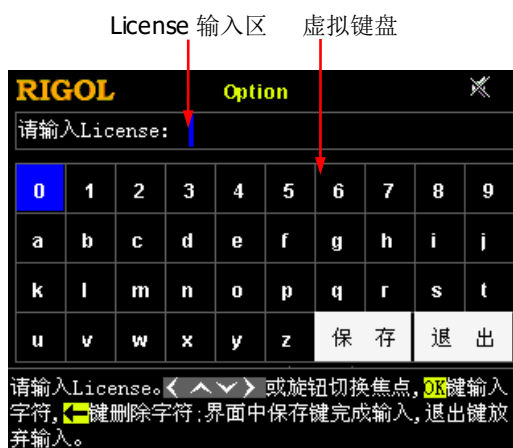 License 输入区 虚拟键盘
RIGOL Option
请输入License:
0 1 2 3 4 5 6 7 8 9
a b c d e f g h i j
k l m n o p q r s t
u v w x y z 保存 退出
请输入License。< ∧ ∨ > 或旋钮切换焦点,OK键输入
字符,←键删除字符;界面中保存键完成输入,退出键放
弃输入。